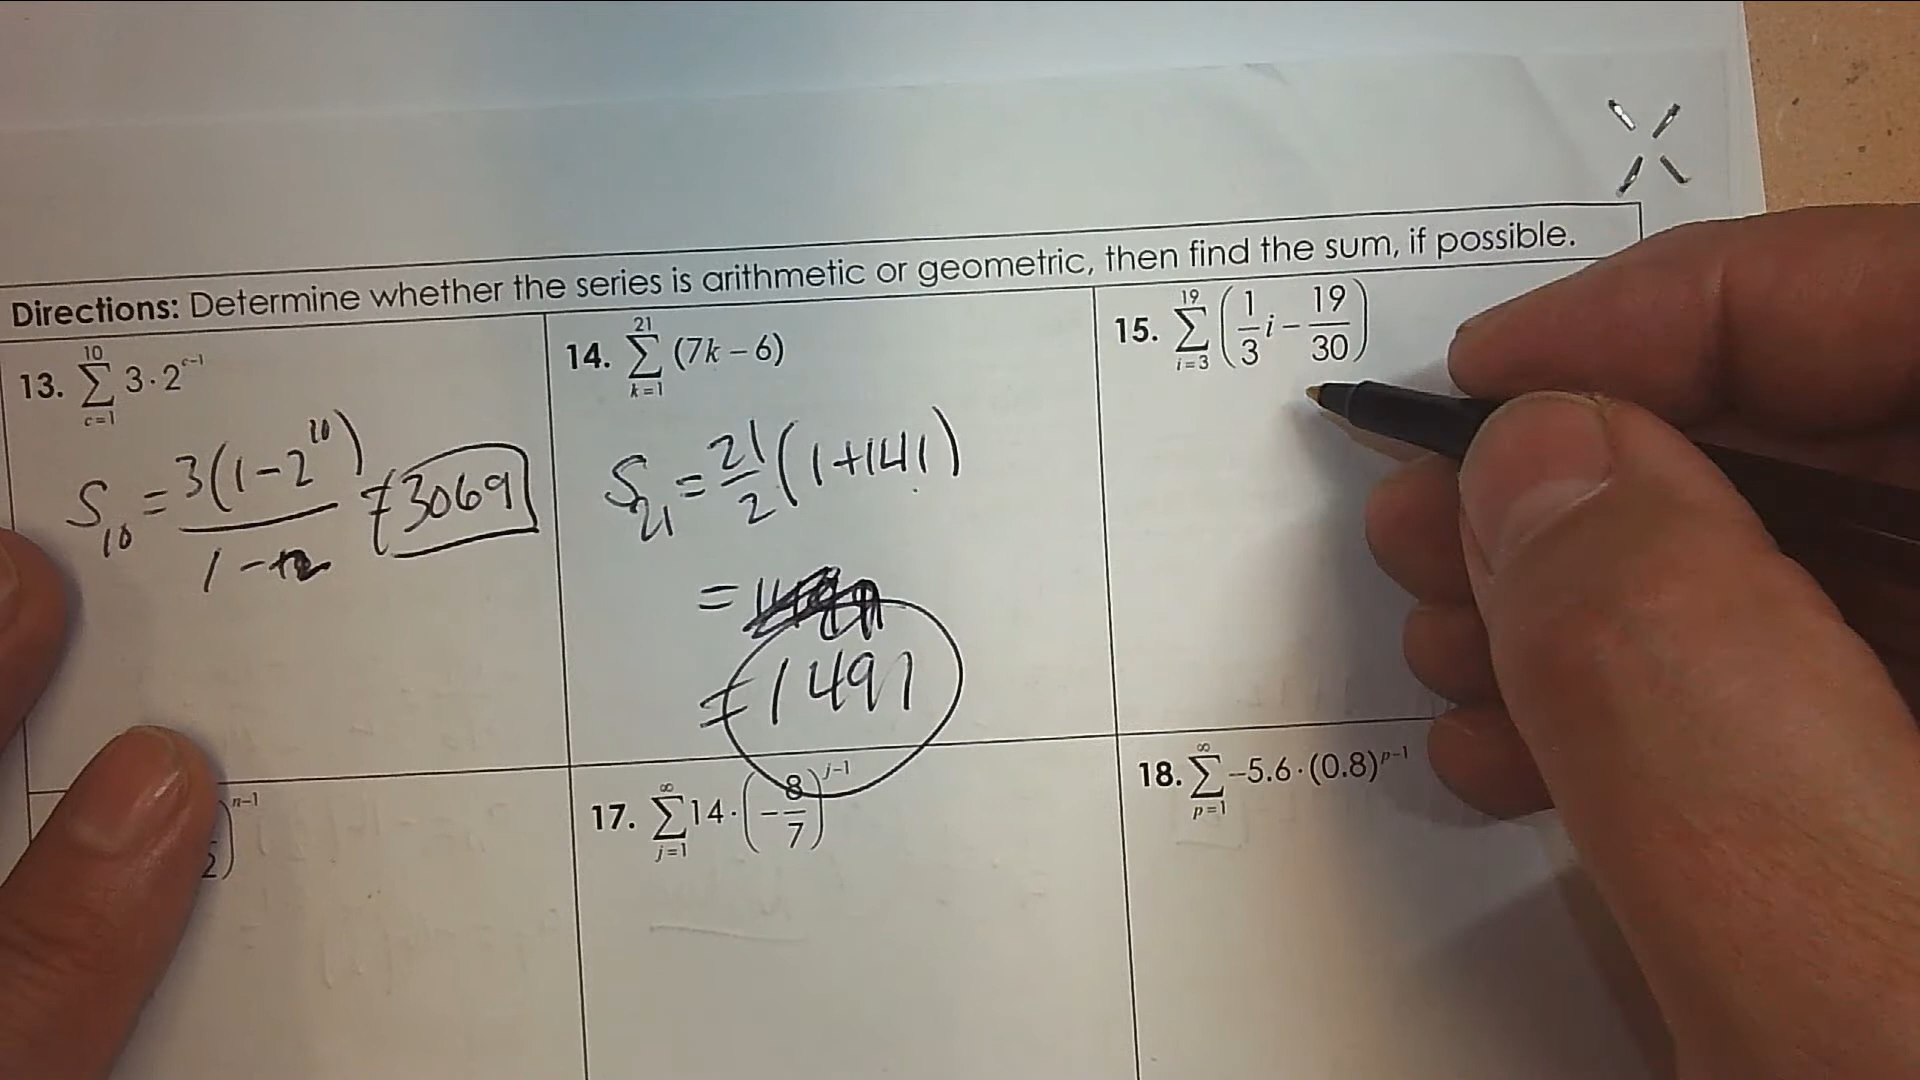 Directions: Determine whether the series is arithmetic or geometric, then find the sum, if possible.
13. 10 Σ c=1 3·2^c−1
S10 = 3(1-2^10) / 1-2 = 3069
14. 21 Σ k=1 (7k − 6)
S21 = 21/2 (1+141)
=
= 1491
15. 19 Σ i=3 (1/3 i − 19/30)
n−1
2)
17. ∞ Σ j=1 14·(−8/7)^j−1
18. ∞ Σ p=1 −5.6·(0.8)^p−1